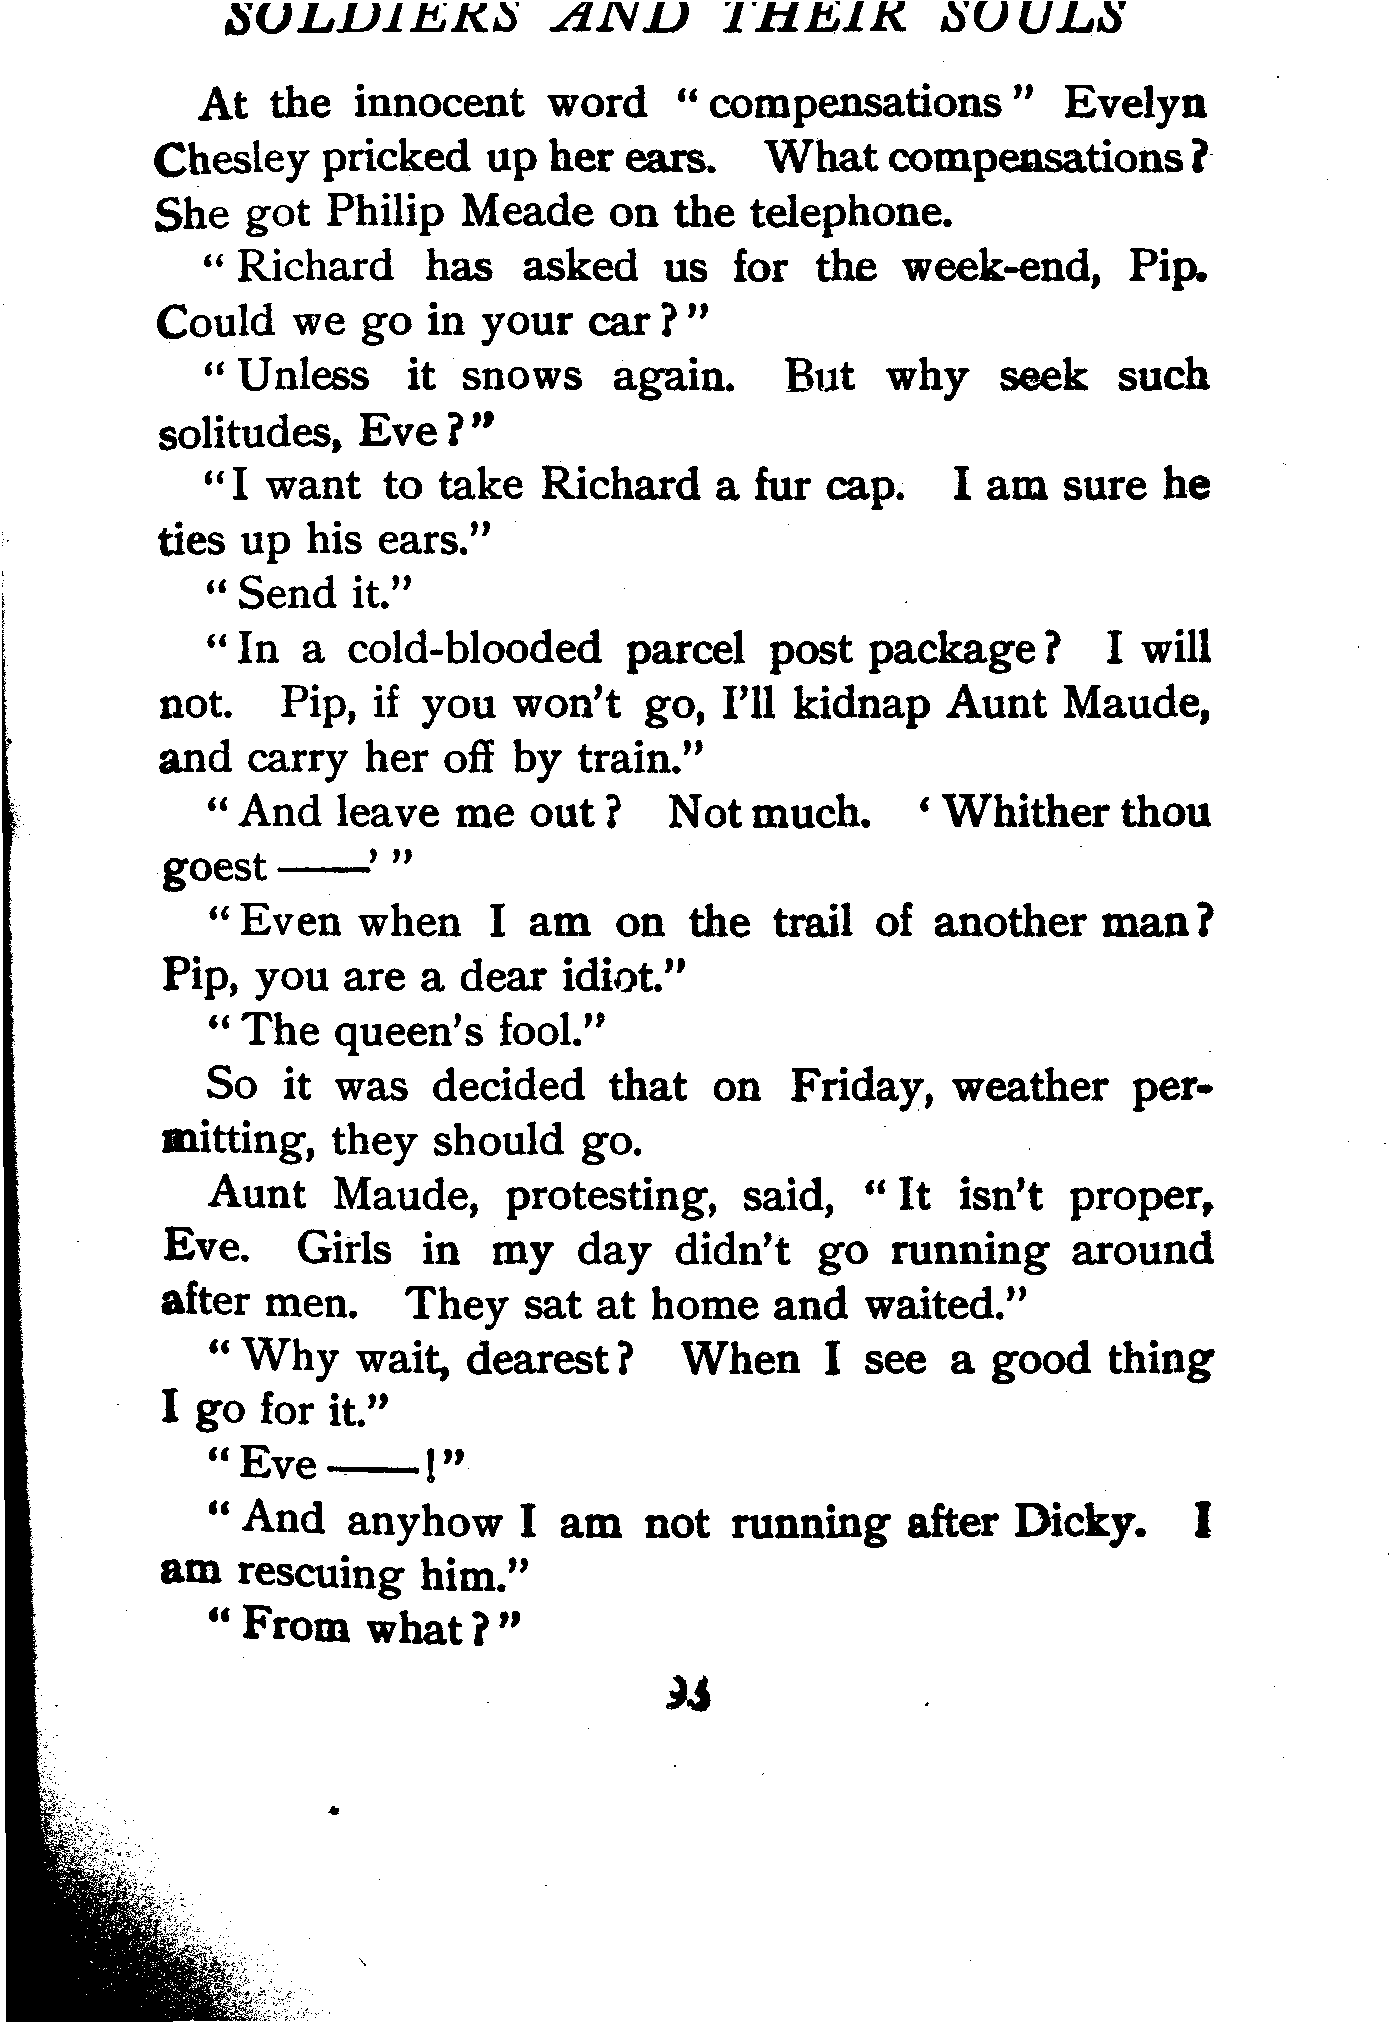 SOLDIERS AND THEIR SOULS
At the innocent word “compensations” Evelyn
Chesley pricked up her ears. What compensations?
She got Philip Meade on the telephone.
“Richard has asked us for the week-end, Pip.
Could we go in your car?”
“Unless it snows again. But why seek such
solitudes, Eve?”
“I want to take Richard a fur cap. I am sure he
ties up his ears.”
“Send it.”
“In a cold-blooded parcel post package? I will
not. Pip, if you won’t go, I’ll kidnap Aunt Maude,
and carry her off by train.”
“And leave me out? Not much. ‘Whither thou
goest ——’”
“Even when I am on the trail of another man?
Pip, you are a dear idiot.”
“The queen’s fool.”
So it was decided that on Friday, weather per-
mitting, they should go.
Aunt Maude, protesting, said, “It isn’t proper,
Eve. Girls in my day didn’t go running around
after men. They sat at home and waited.”
“Why wait, dearest? When I see a good thing
I go for it.”
“Eve ——!”
“And anyhow I am not running after Dicky. I
am rescuing him.”
“From what?”